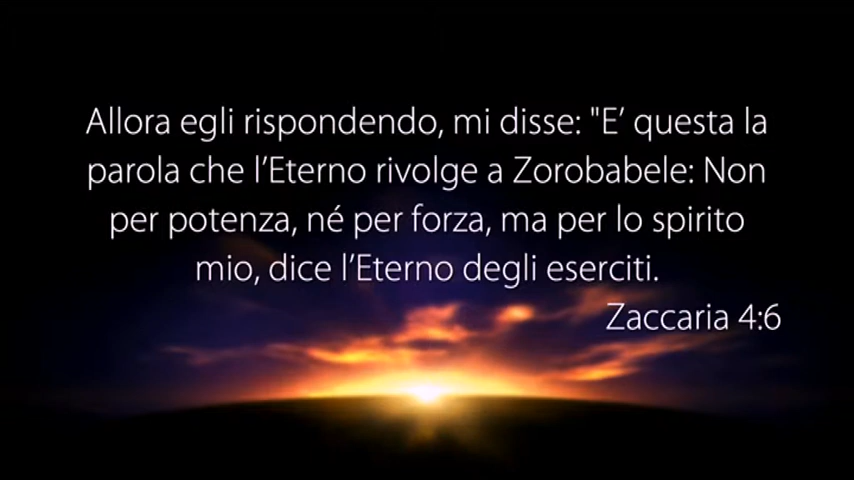 Allora egli rispondendo, mi disse: "E’ questa la
parola che l’Eterno rivolge a Zorobabele: Non
per potenza, né per forza, ma per lo spirito
mio, dice l’Eterno degli eserciti.
Zaccaria 4:6